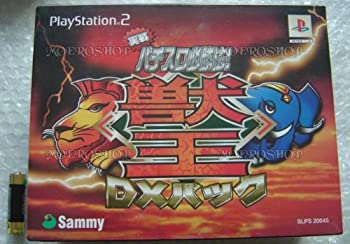 PlayStation.2
実戦
パチスロ必勝法!
獣王
DXパック
Sammy
SLPS 20045
MOEROSHOP